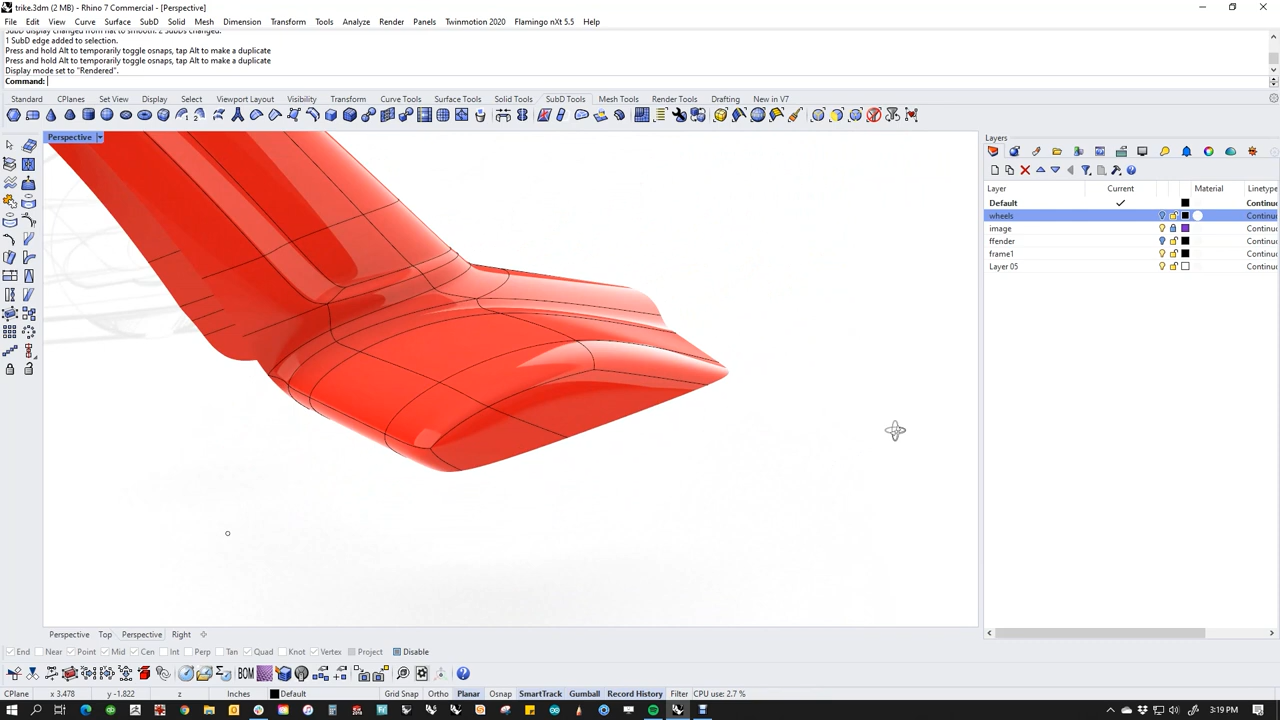 trike.3dm (2 MB) - Rhino 7 Commercial - [Perspective]
File Edit View Curve Surface SubD Solid Mesh Dimension Transform Tools Analyze Render Panels Twinmotion 2020 Flamingo nXt 5.5 Help
SubD display changed from flat to smooth. 2 SubDs changed.
1 SubD edge added to selection.
Press and hold Alt to temporarily toggle osnaps, tap Alt to make a duplicate
Press and hold Alt to temporarily toggle osnaps, tap Alt to make a duplicate
Display mode set to "Rendered".
Command:
Standard CPlanes Set View Display Select Viewport Layout Visibility Transform Curve Tools Surface Tools Solid Tools SubD Tools Mesh Tools Render Tools Drafting New in V7
Perspective
Layers
Layer Current Material Linetype
Default Continuo
wheels Continuo
image Continuo
ffender Continuo
frame1 Continuo
Layer 05 Continuo
Perspective Top Perspective Right
End Near Point Mid Cen Int Perp Tan Quad Knot Vertex Project Disable
BOM
CPlane x 3.478 y -1.822 z Inches Default Grid Snap Ortho Planar Osnap SmartTrack Gumball Record History Filter CPU use: 2.7 %
3:19 PM